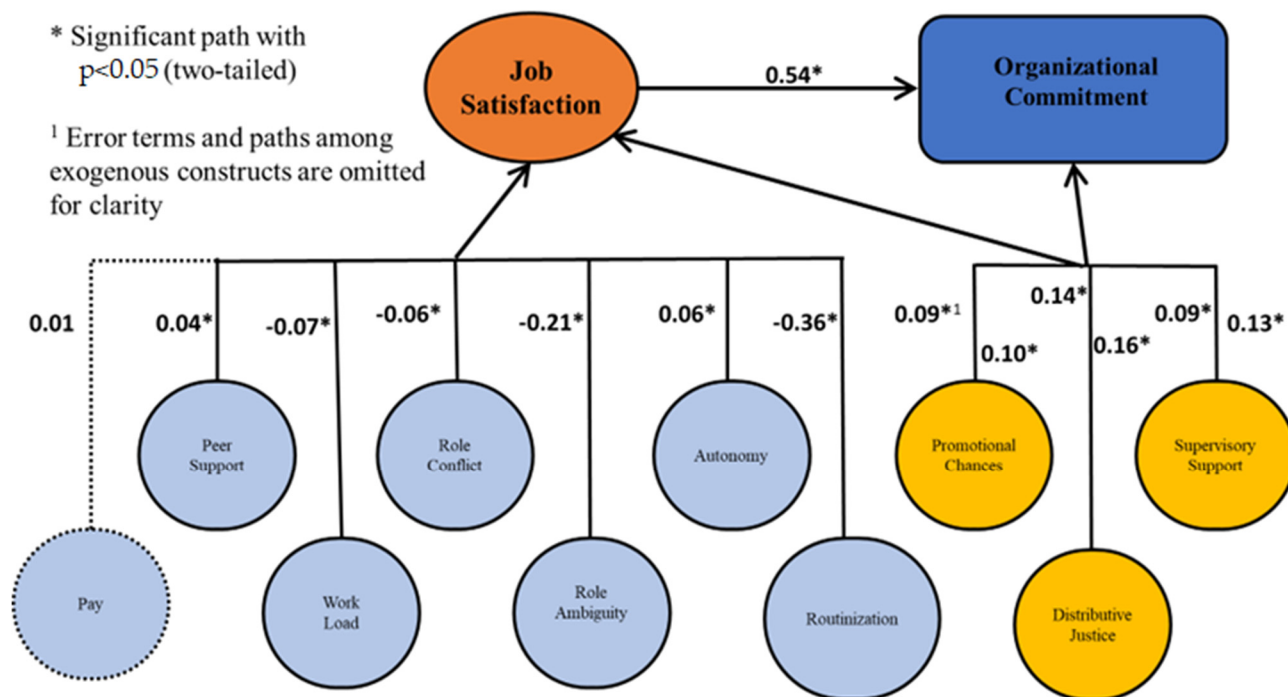 * Significant path with
p<0.05 (two-tailed)
¹ Error terms and paths among
exogenous constructs are omitted
for clarity
Job
Satisfaction
0.54*
Organizational
Commitment
0.01
0.04*
-0.07*
-0.06*
-0.21*
0.06*
-0.36*
0.09*¹
0.10*
0.14*
0.16*
0.09*
0.13*
Peer
Support
Role
Conflict
Autonomy
Promotional
Chances
Supervisory
Support
Pay
Work
Load
Role
Ambiguity
Routinization
Distributive
Justice